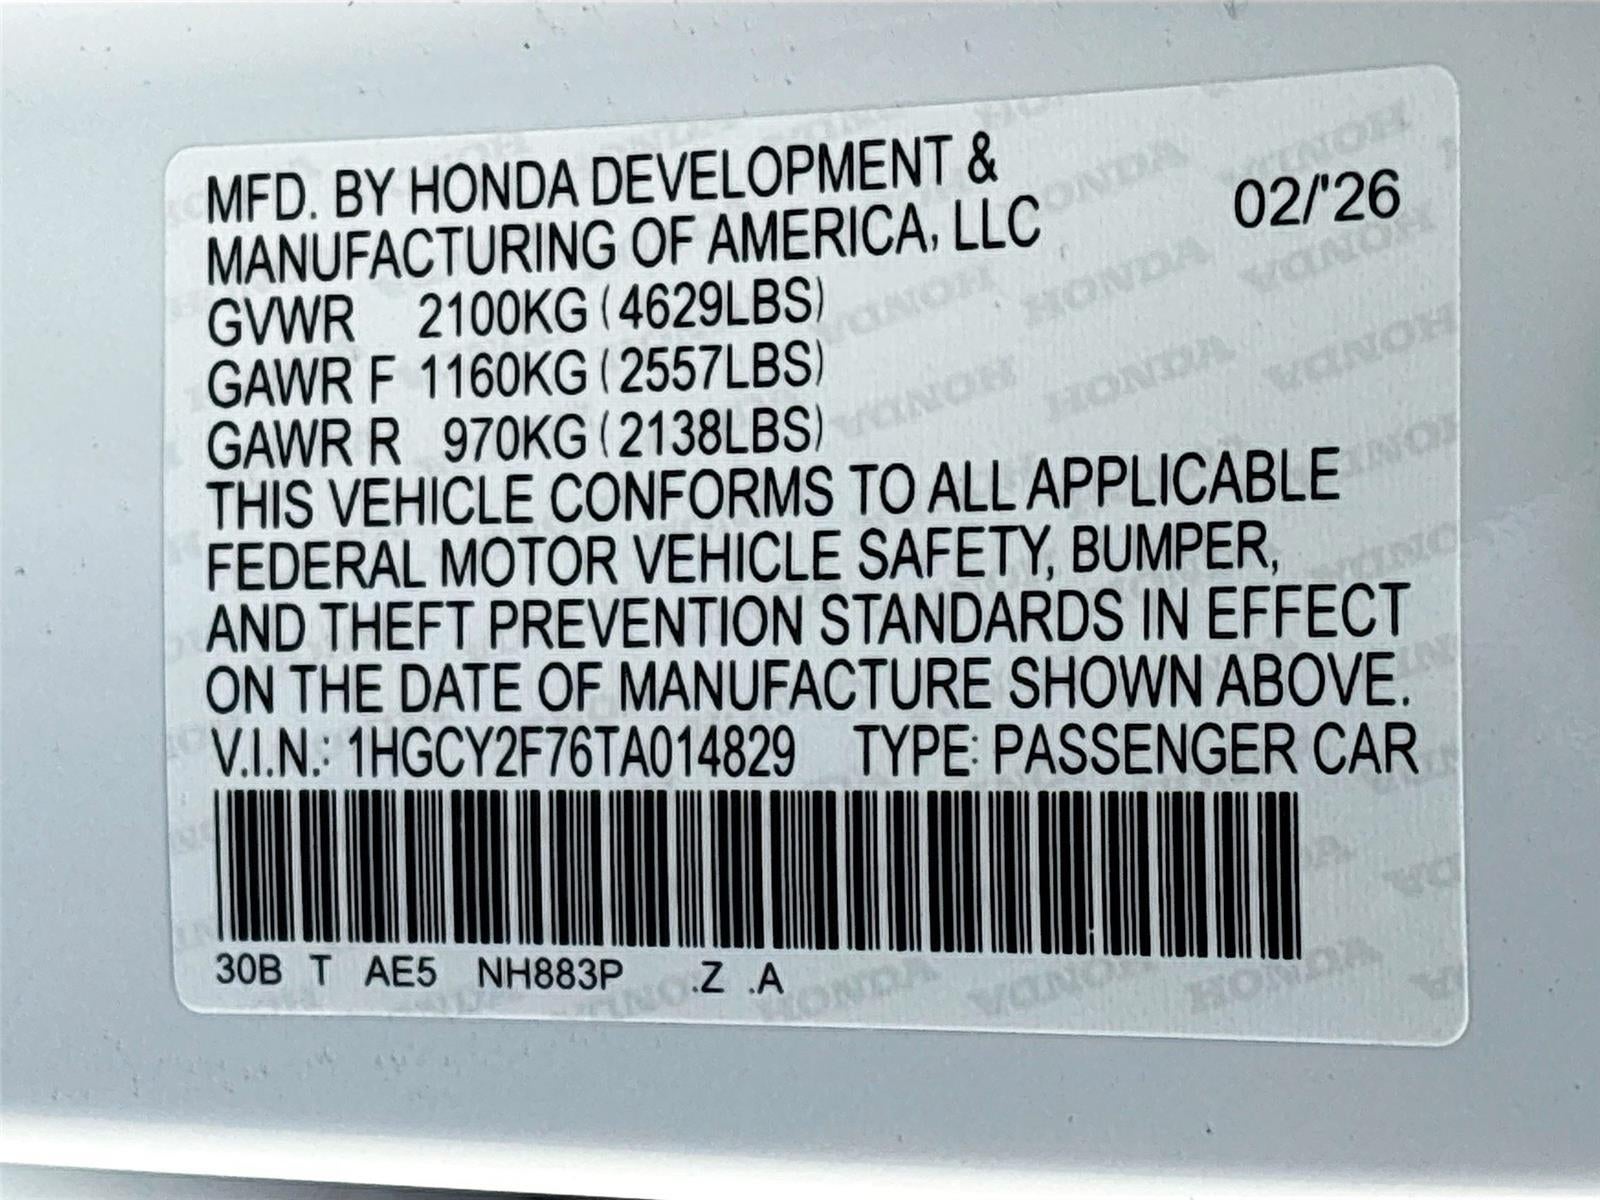 MFD. BY HONDA DEVELOPMENT &
MANUFACTURING OF AMERICA, LLC
02/'26
GVWR 2100KG (4629LBS)
GAWR F 1160KG (2557LBS)
GAWR R 970KG (2138LBS)
THIS VEHICLE CONFORMS TO ALL APPLICABLE
FEDERAL MOTOR VEHICLE SAFETY, BUMPER,
AND THEFT PREVENTION STANDARDS IN EFFECT
ON THE DATE OF MANUFACTURE SHOWN ABOVE.
V.I.N.: 1HGCY2F76TA014829 TYPE: PASSENGER CAR
30B T AE5 NH883P .Z .A